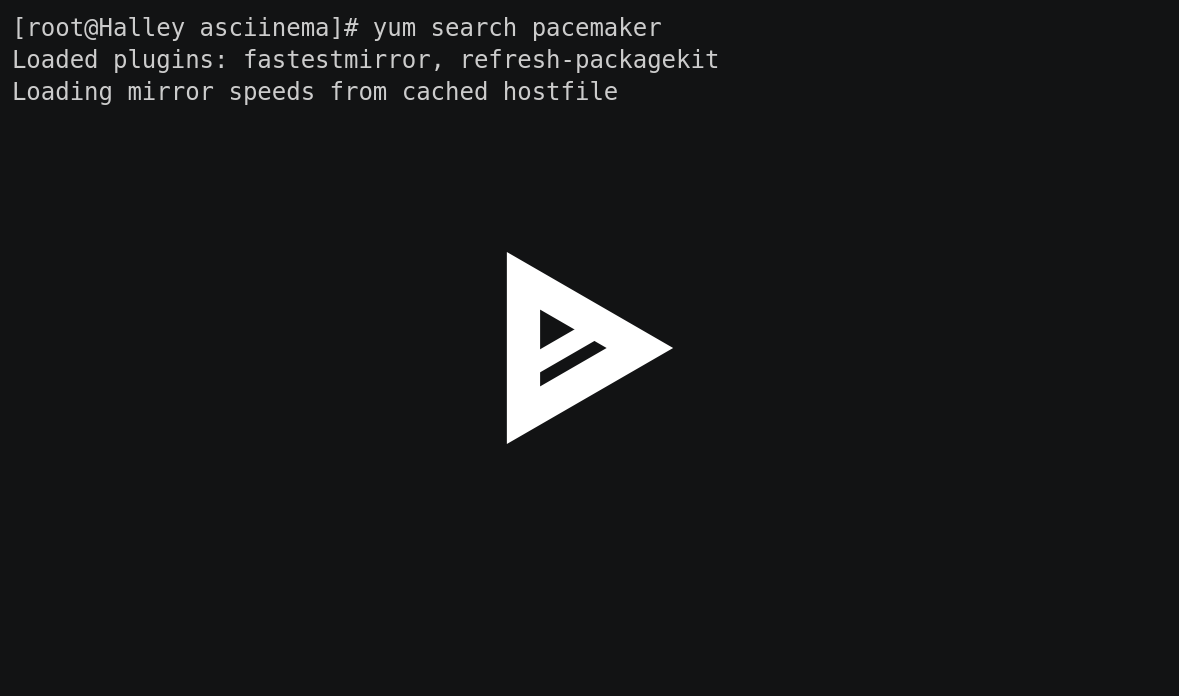 [root@Halley asciinema]# yum search pacemaker
Loaded plugins: fastestmirror, refresh-packagekit
Loading mirror speeds from cached hostfile